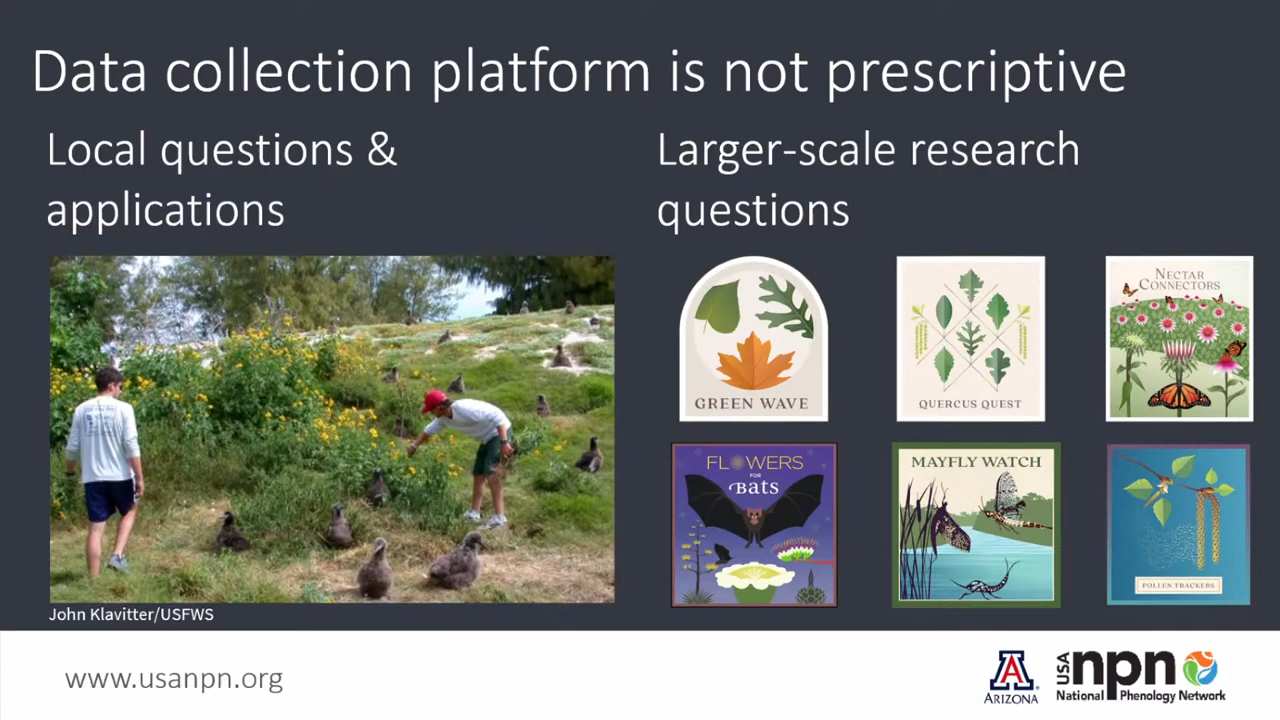 Data collection platform is not prescriptive
Local questions &
applications
Larger-scale research
questions
GREEN WAVE
QUERCUS QUEST
NECTAR
CONNECTORS
FLOWERS
FOR
Bats
MAYFLY WATCH
POLLEN TRACKERS
John Klavitter/USFWS
www.usanpn.org
A
ARIZONA
USA
npn
National Phenology Network